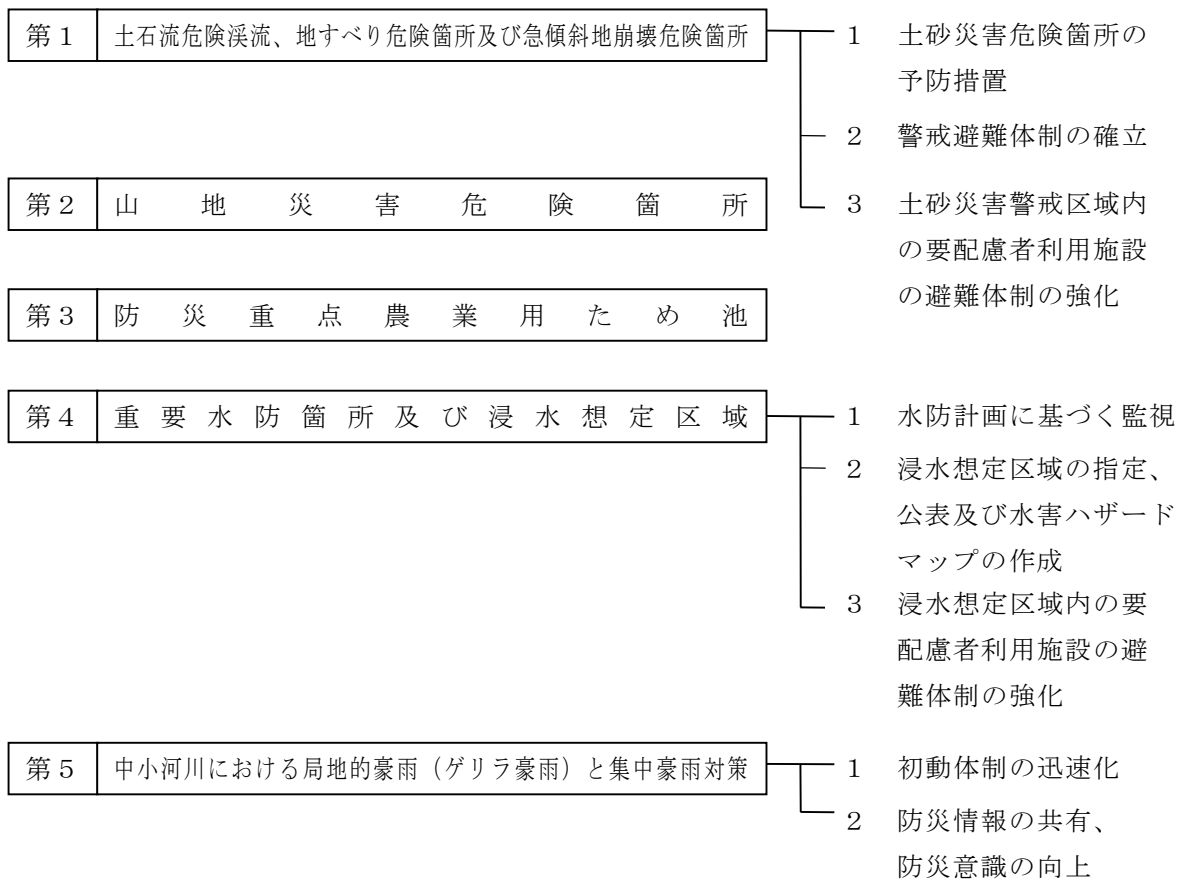 第１ 土石流危険渓流、地すべり危険箇所及び急傾斜地崩壊危険箇所
１ 土砂災害危険箇所の
予防措置
２ 警戒避難体制の確立
３ 土砂災害警戒区域内
の要配慮者利用施設
の避難体制の強化
第２ 山地災害危険箇所
第３ 防災重点農業用ため池
第４ 重要水防箇所及び浸水想定区域
１ 水防計画に基づく監視
２ 浸水想定区域の指定、
公表及び水害ハザード
マップの作成
３ 浸水想定区域内の要
配慮者利用施設の避
難体制の強化
第５ 中小河川における局地的豪雨（ゲリラ豪雨）と集中豪雨対策
１ 初動体制の迅速化
２ 防災情報の共有、
防災意識の向上